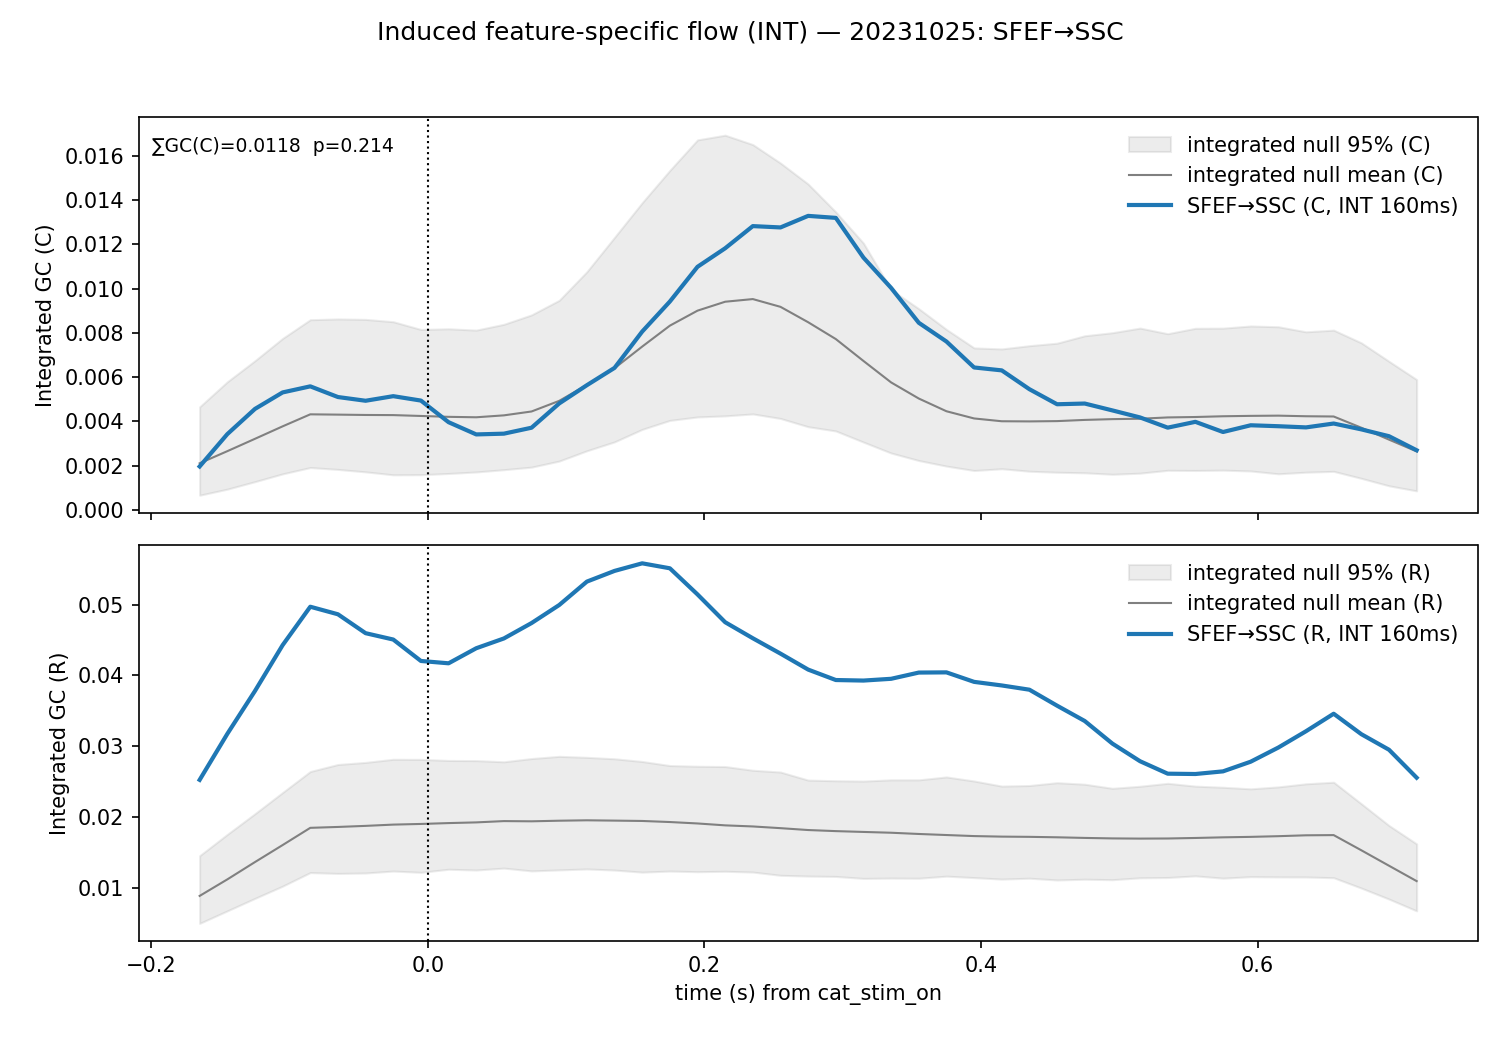 Induced feature-specific flow (INT) — 20231025: SFEF→SSC
∑GC(C)=0.0118  p=0.214
integrated null 95% (C)
integrated null mean (C)
SFEF→SSC (C, INT 160ms)
Integrated GC (C)
0.016
0.014
0.012
0.010
0.008
0.006
0.004
0.002
0.000
integrated null 95% (R)
integrated null mean (R)
SFEF→SSC (R, INT 160ms)
Integrated GC (R)
0.05
0.04
0.03
0.02
0.01
−0.2 0.0 0.2 0.4 0.6
time (s) from cat_stim_on